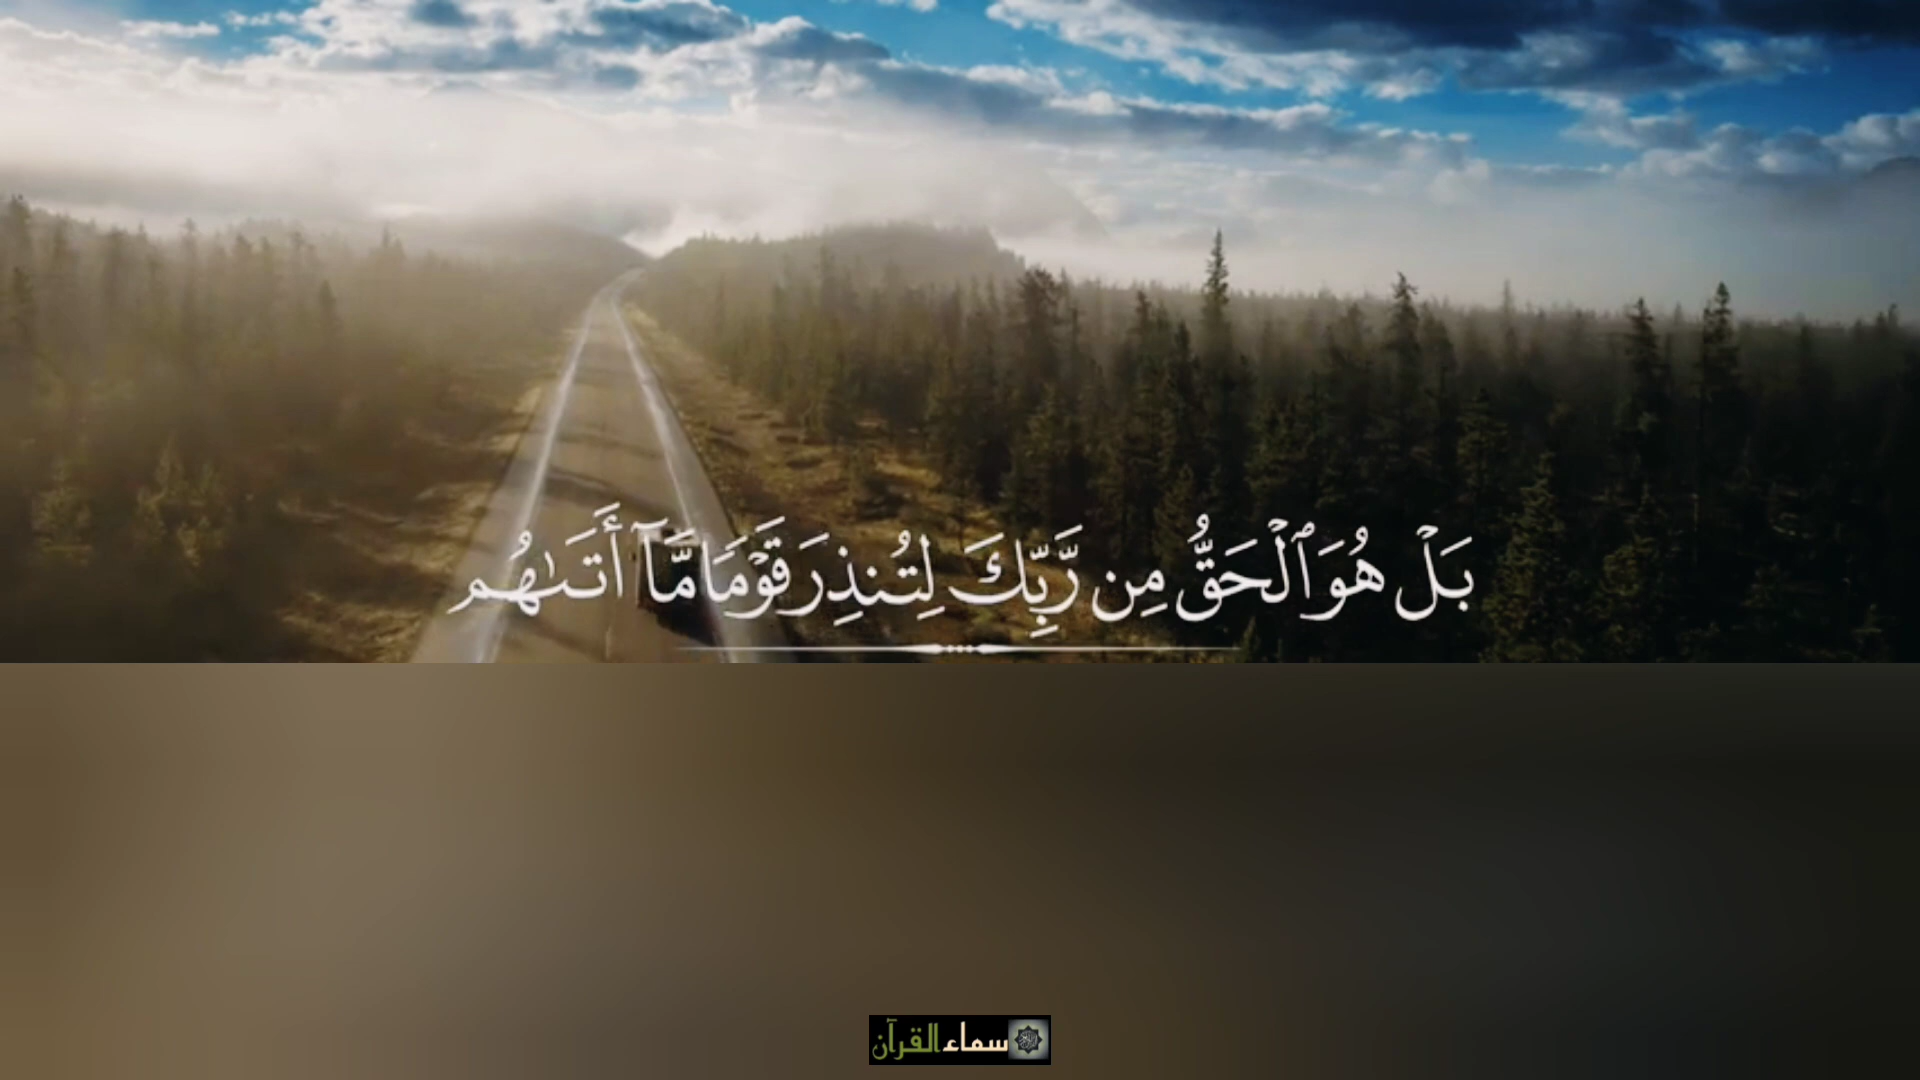 بَلْ هُوَ ٱلْحَقُّ مِن رَّبِّكَ لِتُنذِرَ قَوْمًا مَّآ أَتَىٰهُم
سماء القرآن